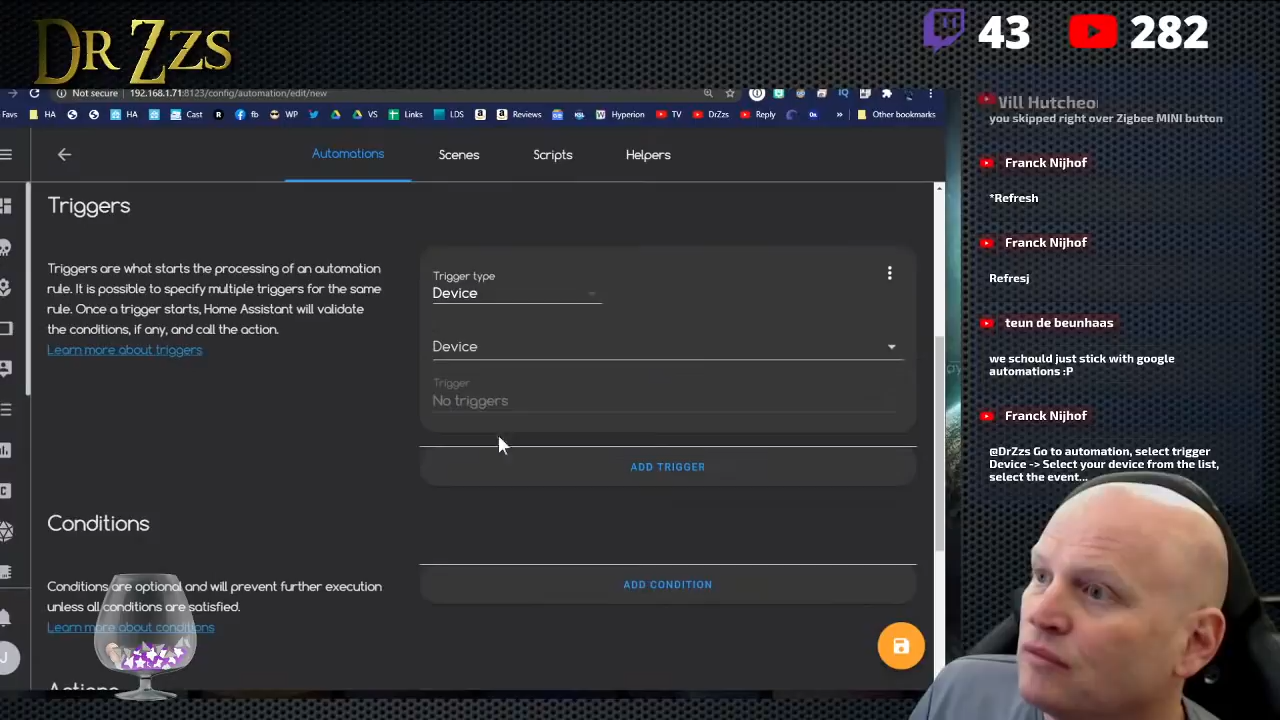 DR ZZS
43
282
Not secure
192.168.1.71:8123/config/automation/edit/new
Favs
HA
HA
Cast
fb
WP
VS
Links
LDS
Reviews
Hyperion
TV
DrZzs
Reply
»
Other bookmarks
Automations
Scenes
Scripts
Helpers
Triggers
Triggers are what starts the processing of an automation
rule. It is possible to specify multiple triggers for the same
rule. Once a trigger starts, Home Assistant will validate
the conditions, if any, and call the action.
Learn more about triggers
Trigger type
Device
Device
Trigger
No triggers
ADD TRIGGER
Conditions
Conditions are optional and will prevent further execution
unless all conditions are satisfied.
Learn more about conditions
ADD CONDITION
Actions
J
Will Hutcheo
you skipped right over Zigbee MINI button
Franck Nijhof
*Refresh
Franck Nijhof
Refresj
teun de beunhaas
we schould just stick with google
automations :P
Franck Nijhof
@DrZzs Go to automation, select trigger
Device -> Select your device from the list,
select the event...